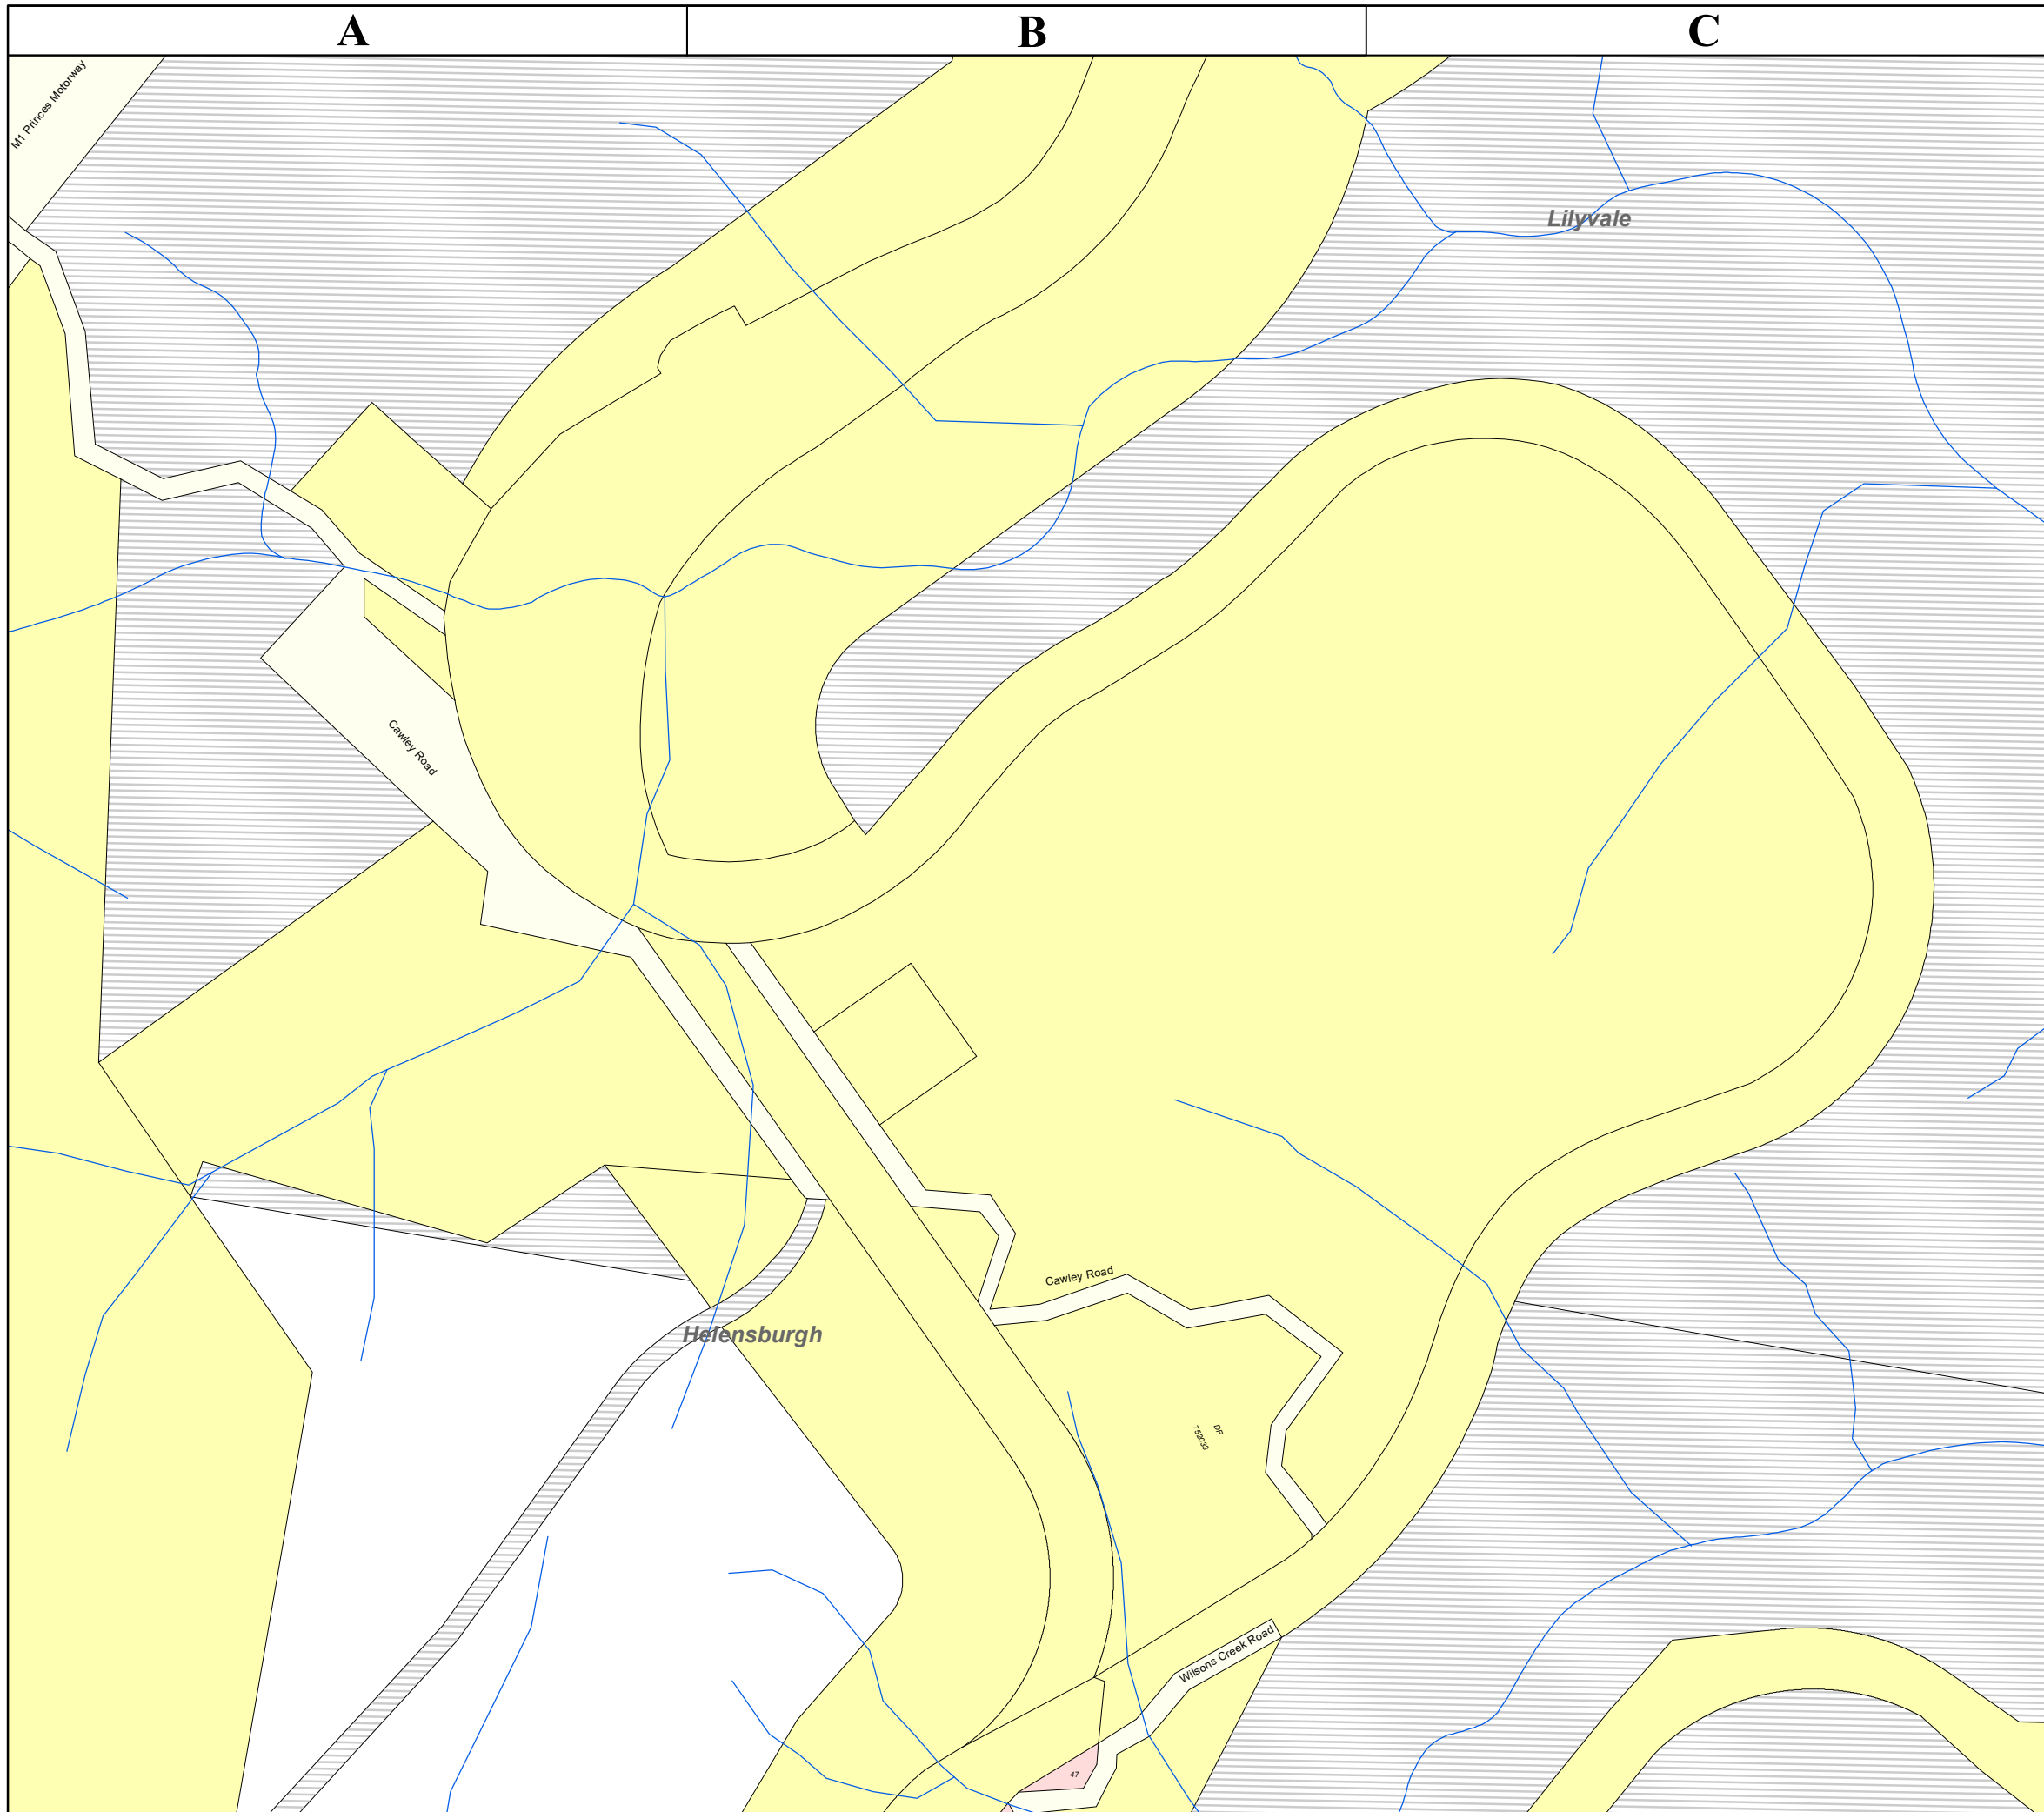 A
B
C
M1 Princes Motorway
Lilyvale
Cawley Road
Cawley Road
Helensburgh
DP
752033
Wilsons Creek Road
47